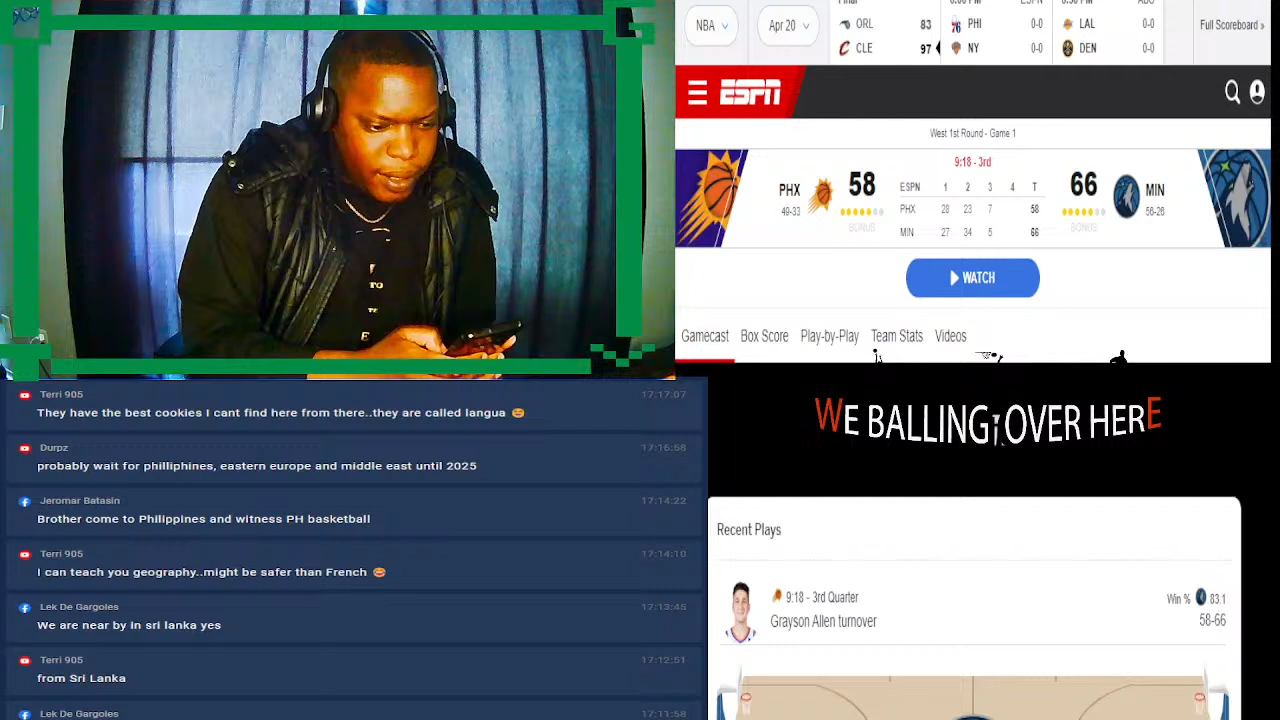 NBA
Apr 20
ORL 83
CLE 97
PHI 0-0
NY 0-0
LAL 0-0
DEN 0-0
Full Scoreboard »
ESPN
West 1st Round - Game 1
PHX
49-33
58
BONUS
9:18 - 3rd
ESPN 1 2 3 4 T
PHX 28 23 7 58
MIN 27 34 5 66
66
BONUS
MIN
56-26
WATCH
Gamecast Box Score Play-by-Play Team Stats Videos
TO
WE BALLING OVER HERE
Recent Plays
9:18 - 3rd Quarter
Grayson Allen turnover
Win % 83.1
58-66
Terri 905 17:17:07
They have the best cookies I cant find here from there..they are called langua
Durpz 17:16:58
probably wait for philliphines, eastern europe and middle east until 2025
Jeromar Batasin 17:14:22
Brother come to Philippines and witness PH basketball
Terri 905 17:14:10
I can teach you geography..might be safer than French
Lek De Gargoles 17:13:45
We are near by in sri lanka yes
Terri 905 17:12:51
from Sri Lanka
Lek De Gargoles 17:11:58